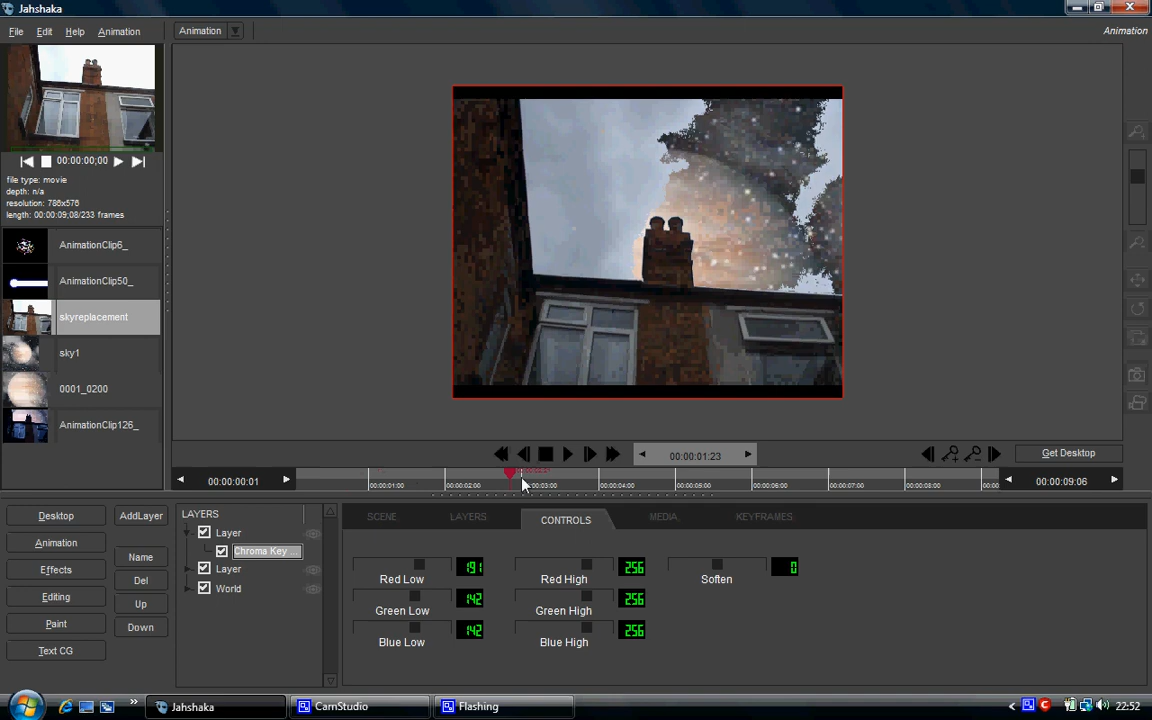 Jahshaka
File Edit Help Animation
Animation
Animation
00:00:00;00
file type: movie
depth: n/a
resolution: 786x576
length: 00:00:09;08/233 frames
AnimationClip6_
AnimationClip50_
skyreplacement
sky1
0001_0200
AnimationClip126_
00:00:01:23
Get Desktop
00:00:00:01
00:00:01:00 00:00:02:00 00:00:03:00 00:00:04:00 00:00:05:00 00:00:06:00 00:00:07:00 00:00:08:00
00:00:09:06
Desktop
AddLayer
Animation
Name
Effects
Del
Editing
Up
Paint
Down
Text CG
LAYERS
Layer
Chroma Key ...
Layer
World
SCENE LAYERS CONTROLS MEDIA KEYFRAMES
191 256 0
Red Low Red High Soften
142 256
Green Low Green High
142 256
Blue Low Blue High
Jahshaka CamStudio Flashing
22:52